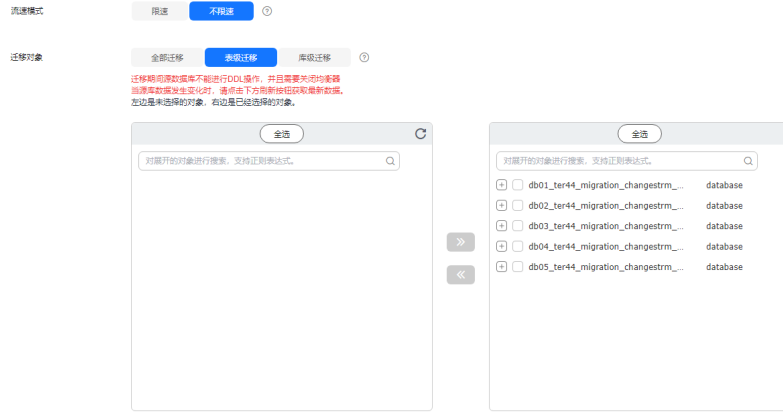 流速模式 限速 不限速
迁移对象 全部迁移 表级迁移 库级迁移
迁移期间源数据库不能进行DDL操作，并且需要关闭均衡器
当源库数据发生变化时，请点由下方刷新按钮获取最新数据。
左边是未选择的对象，右边是已经选择的对象。
全选 全选
对展开的对象进行搜索，支持正则表达式。 对展开的对象进行搜索，支持正则表达式。
db01_ter44_migration_changestrm_... database
db02_ter44_migration_changestrm_... database
db03_ter44_migration_changestrm_... database
db04_ter44_migration_changestrm_... database
db05_ter44_migration_changestrm_... database